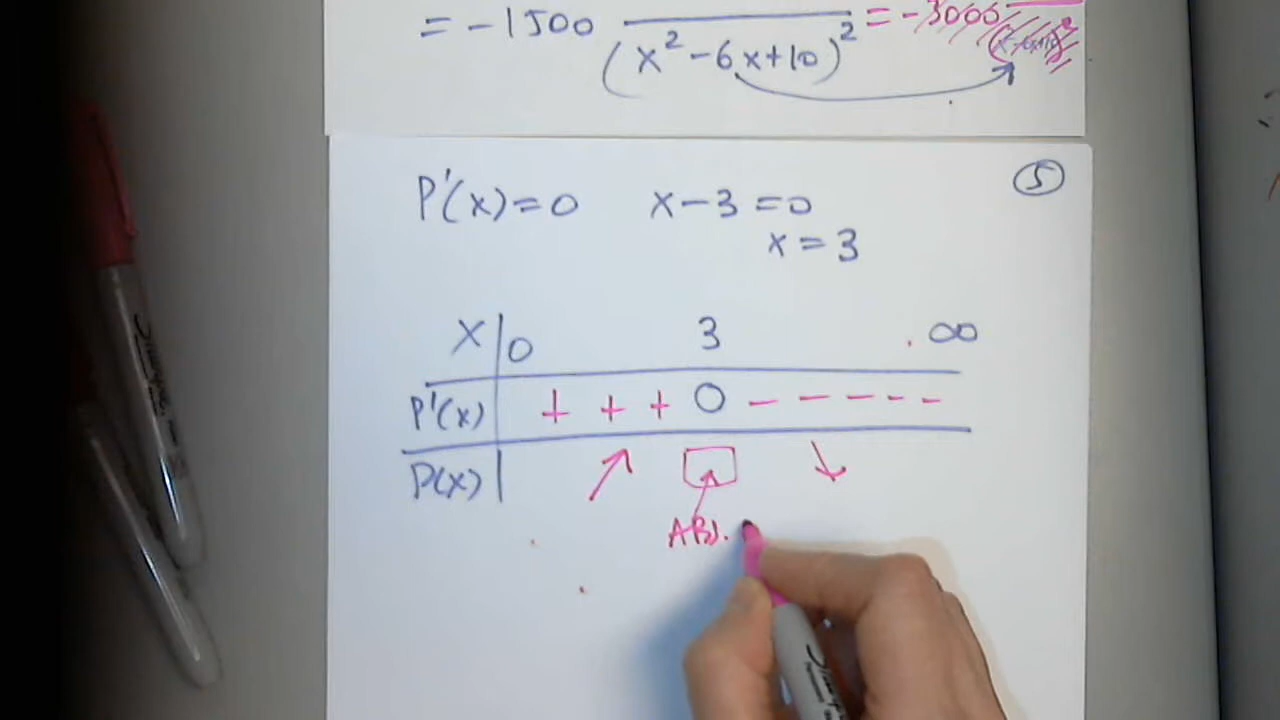 = -1500 / (x² - 6x + 10)² = -3000
5
P'(x) = 0 x - 3 = 0
x = 3
x | 0 3 ∞
P'(x) + + + 0 - - - - -
P(x) | ↗ ↘
ABS.